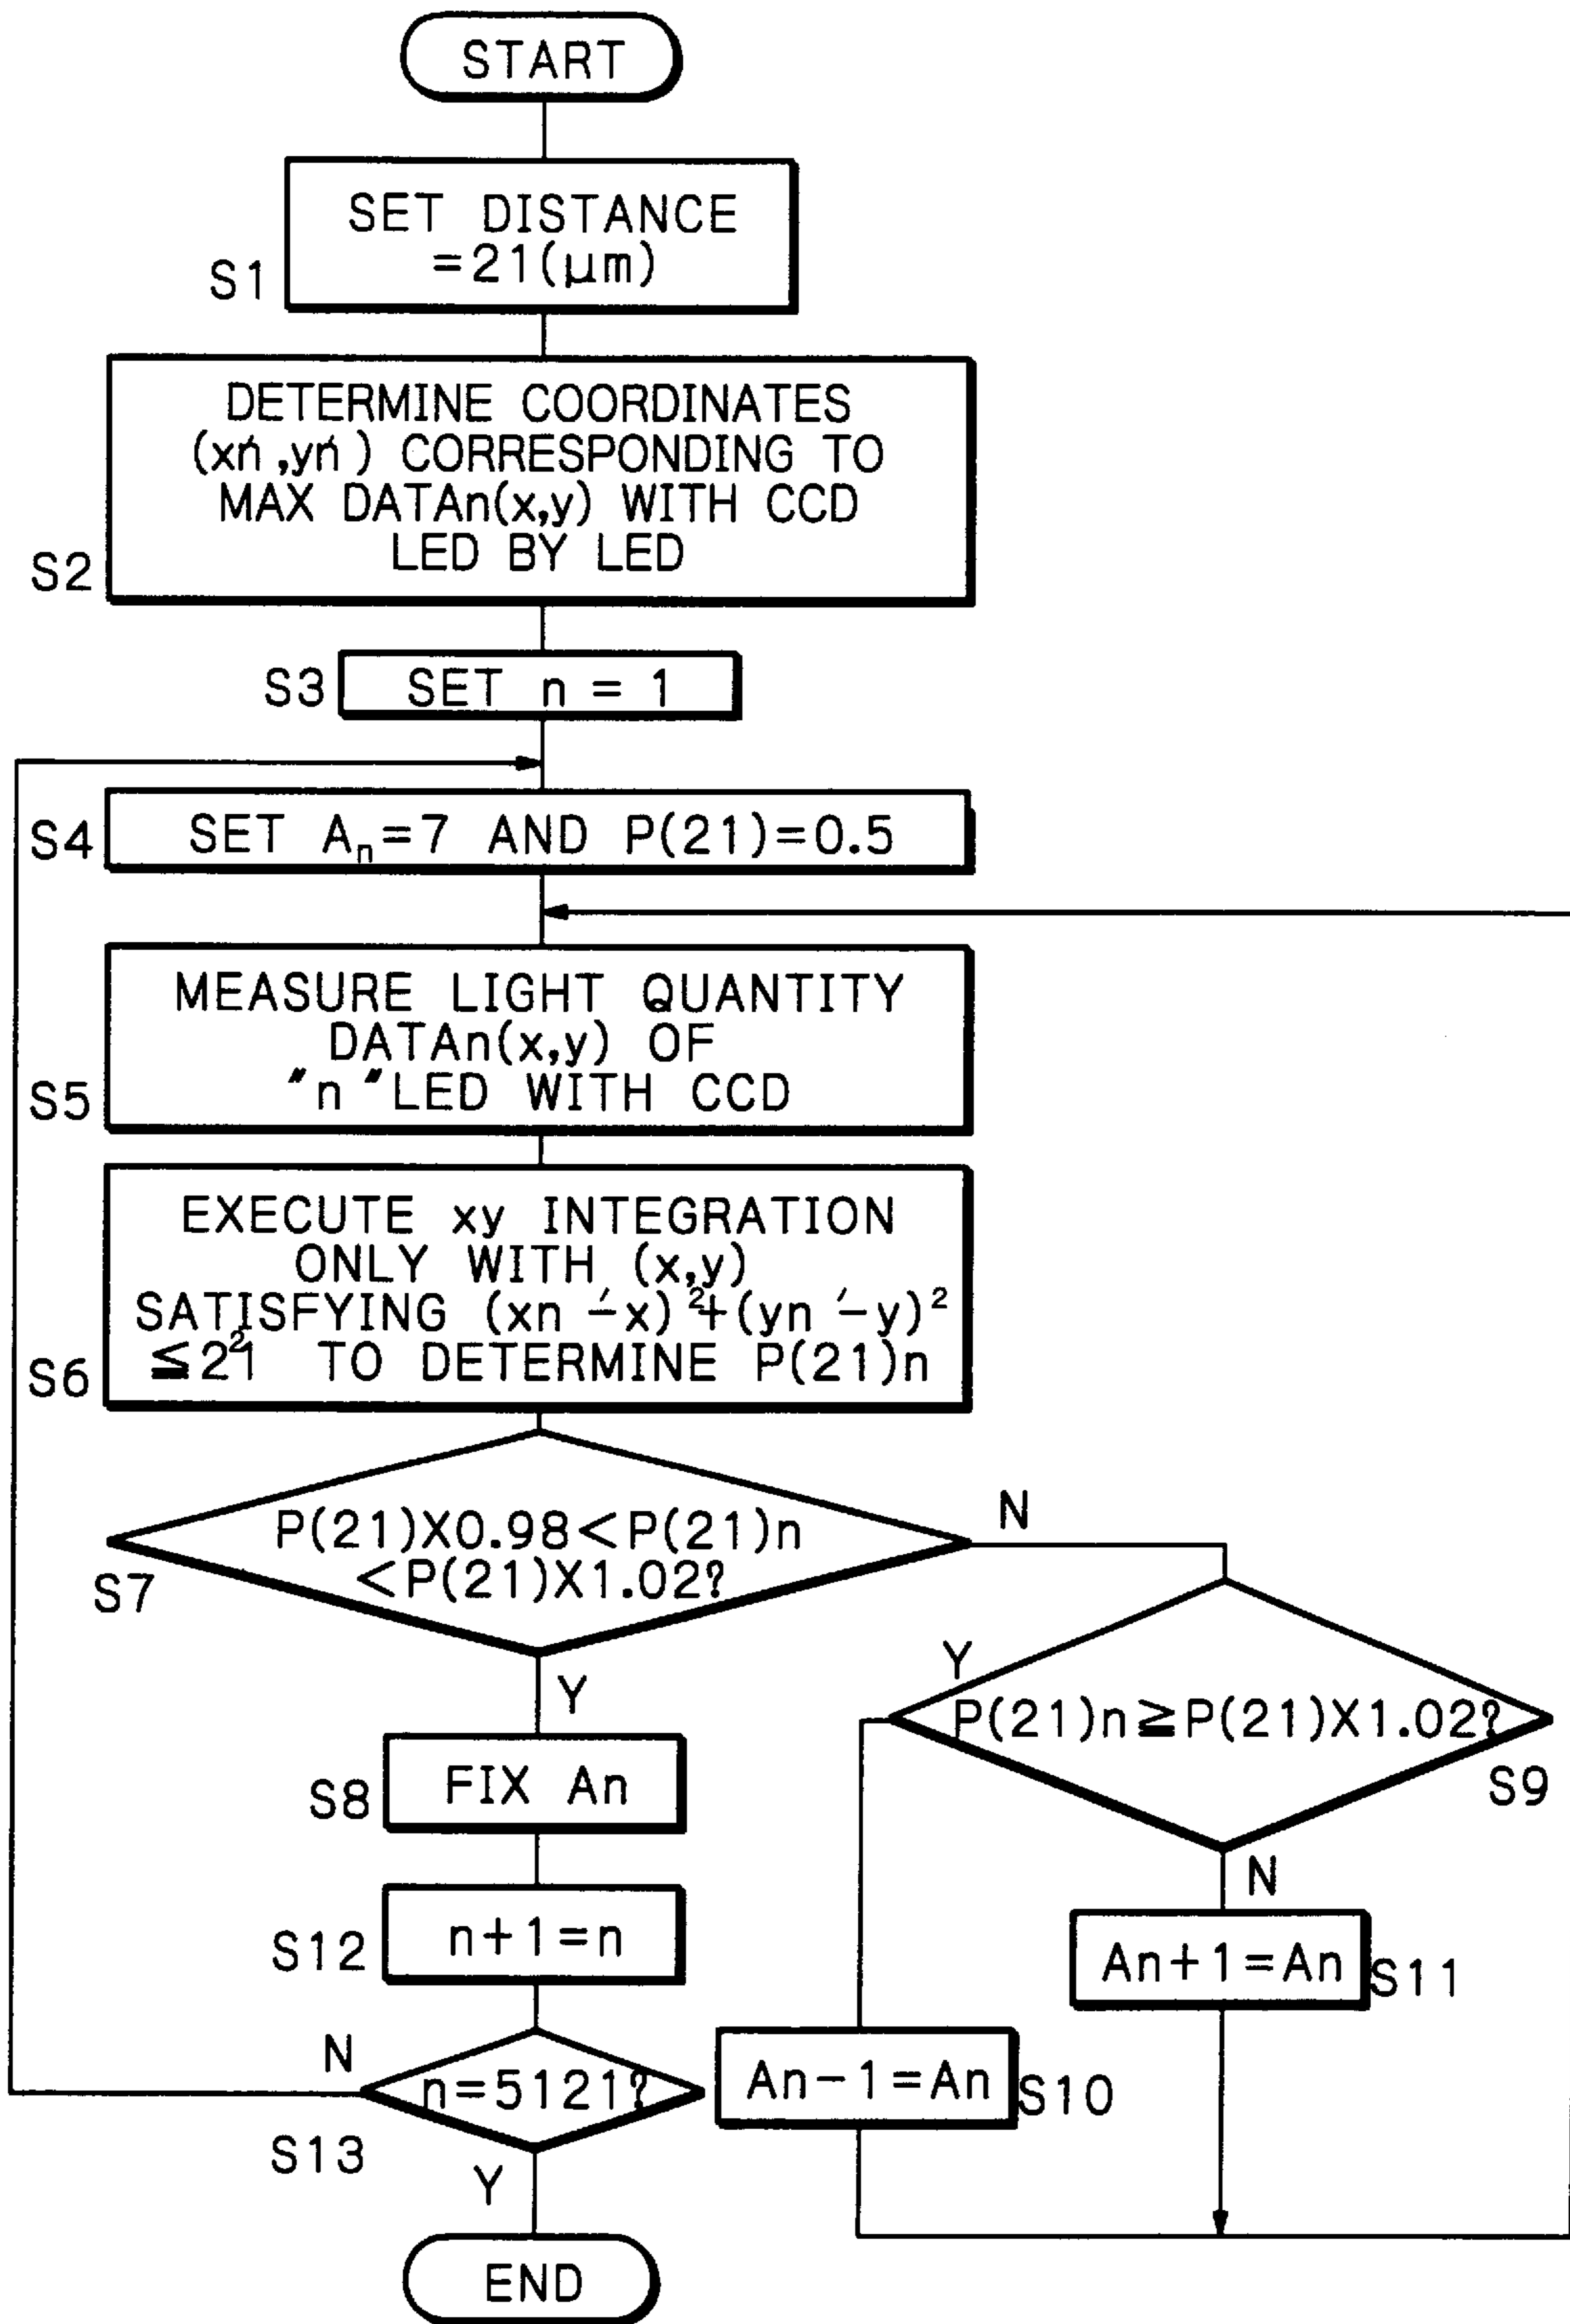 START
SET DISTANCE
=21(μm)
S1
DETERMINE COORDINATES
(xn′,yn′) CORRESPONDING TO
MAX DATAn(x,y) WITH CCD
LED BY LED
S2
S3
SET n = 1
S4
SET Aₙ=7 AND P(21)=0.5
MEASURE LIGHT QUANTITY
DATAn(x,y) OF
"n" LED WITH CCD
S5
EXECUTE xy INTEGRATION
ONLY WITH (x,y)
SATISFYING (xn′-x)²+(yn′-y)²
≦21² TO DETERMINE P(21)n
S6
P(21)X0.98<P(21)n
<P(21)X1.02?
S7
N
Y
Y
P(21)n≧P(21)X1.02?
S9
S8
FIX An
N
S12
n+1=n
An+1=An
S11
N
n=5121?
S13
An-1=An
S10
Y
END